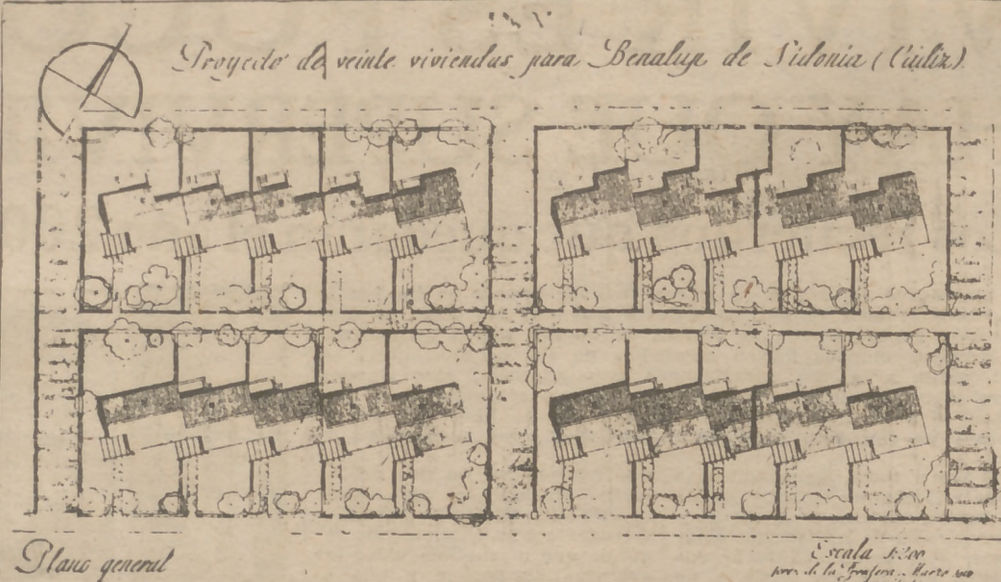 Proyecto de veinte viviendas para Benalup de Sidonia (Cádiz).
Plano general
Escala 1:200